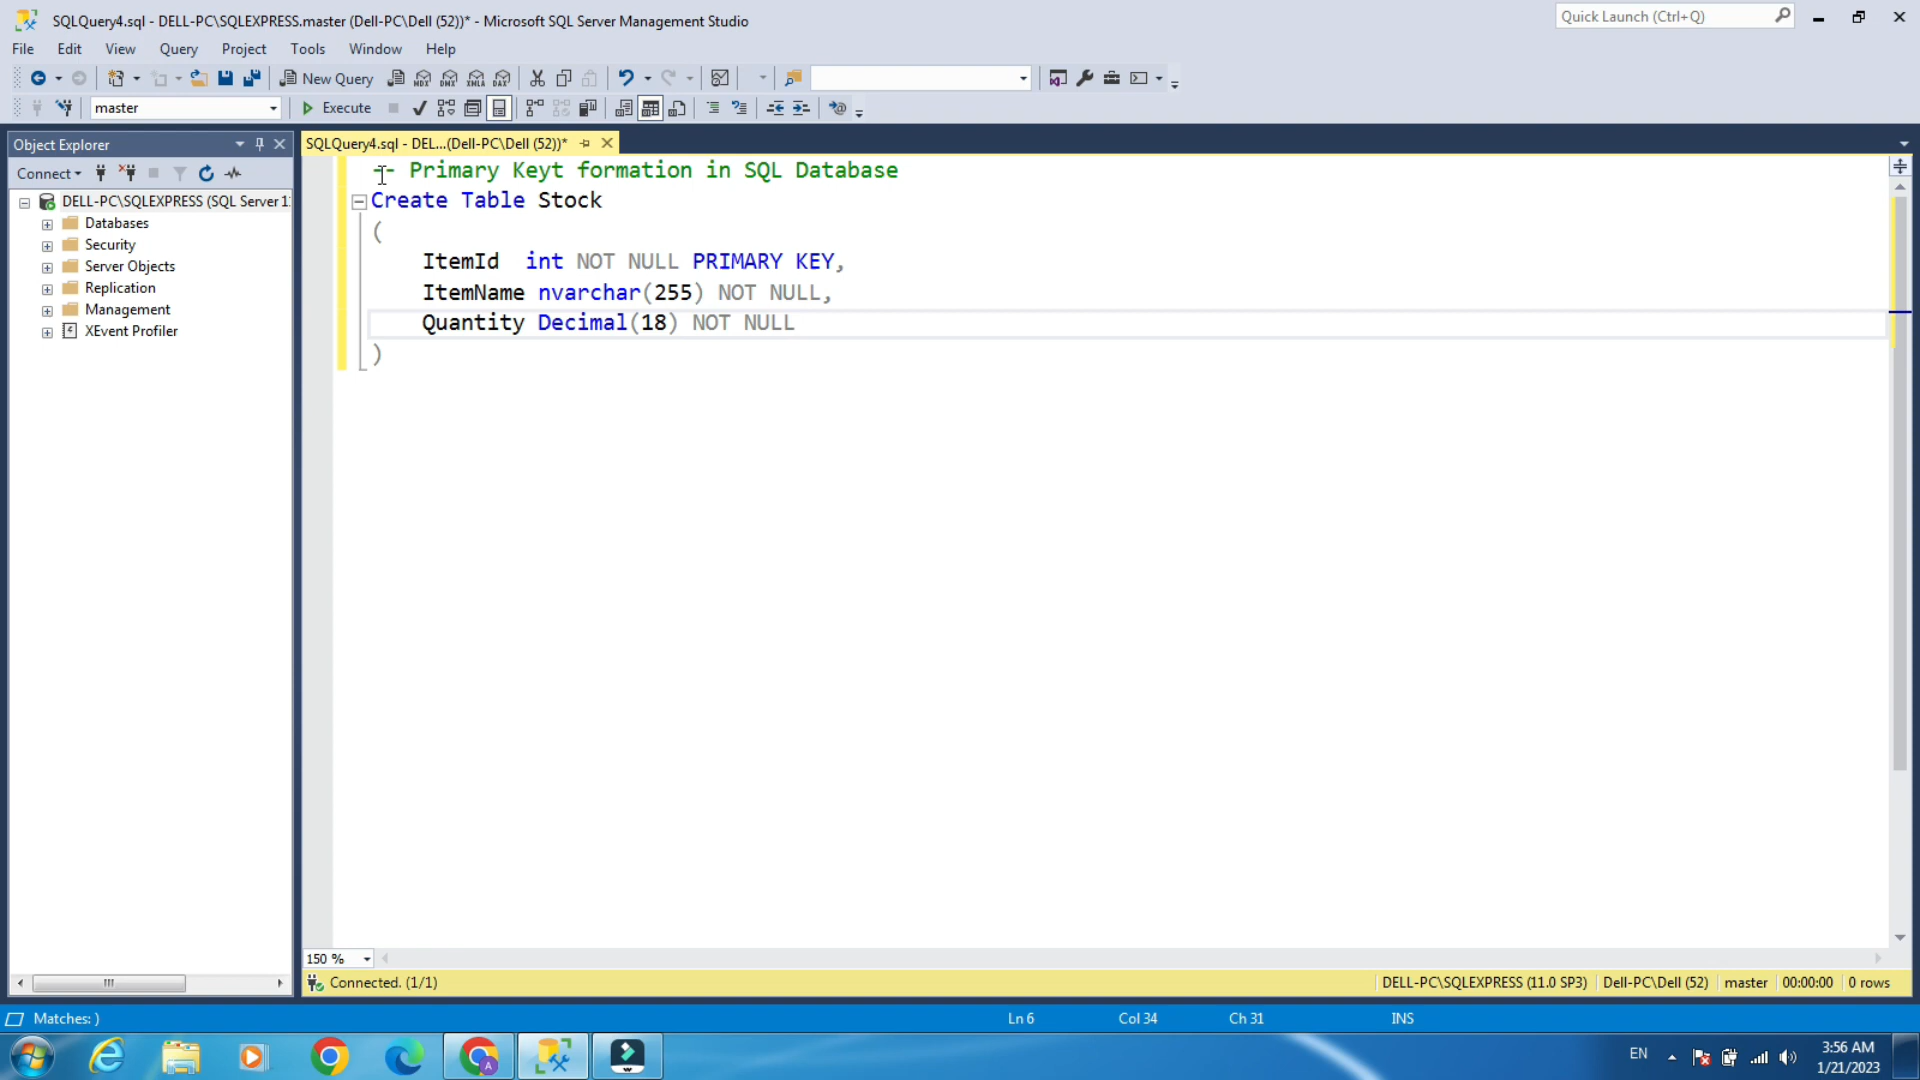 SQLQuery4.sql - DELL-PC\SQLEXPRESS.master (Dell-PC\Dell (52))* - Microsoft SQL Server Management Studio
Quick Launch (Ctrl+Q)
File Edit View Query Project Tools Window Help
New Query MDX DMX XMLA DAX
master Execute
Object Explorer
SQLQuery4.sql - DEL...(Dell-PC\Dell (52))*
Connect
DELL-PC\SQLEXPRESS (SQL Server 1
Databases
Security
Server Objects
Replication
Management
XEvent Profiler
-- Primary Keyt formation in SQL Database
Create Table Stock
(
ItemId int NOT NULL PRIMARY KEY,
ItemName nvarchar(255) NOT NULL,
Quantity Decimal(18) NOT NULL
)
150 %
Connected. (1/1)
DELL-PC\SQLEXPRESS (11.0 SP3) Dell-PC\Dell (52) master 00:00:00 0 rows
Matches: )
Ln 6 Col 34 Ch 31 INS
EN
3:56 AM
1/21/2023